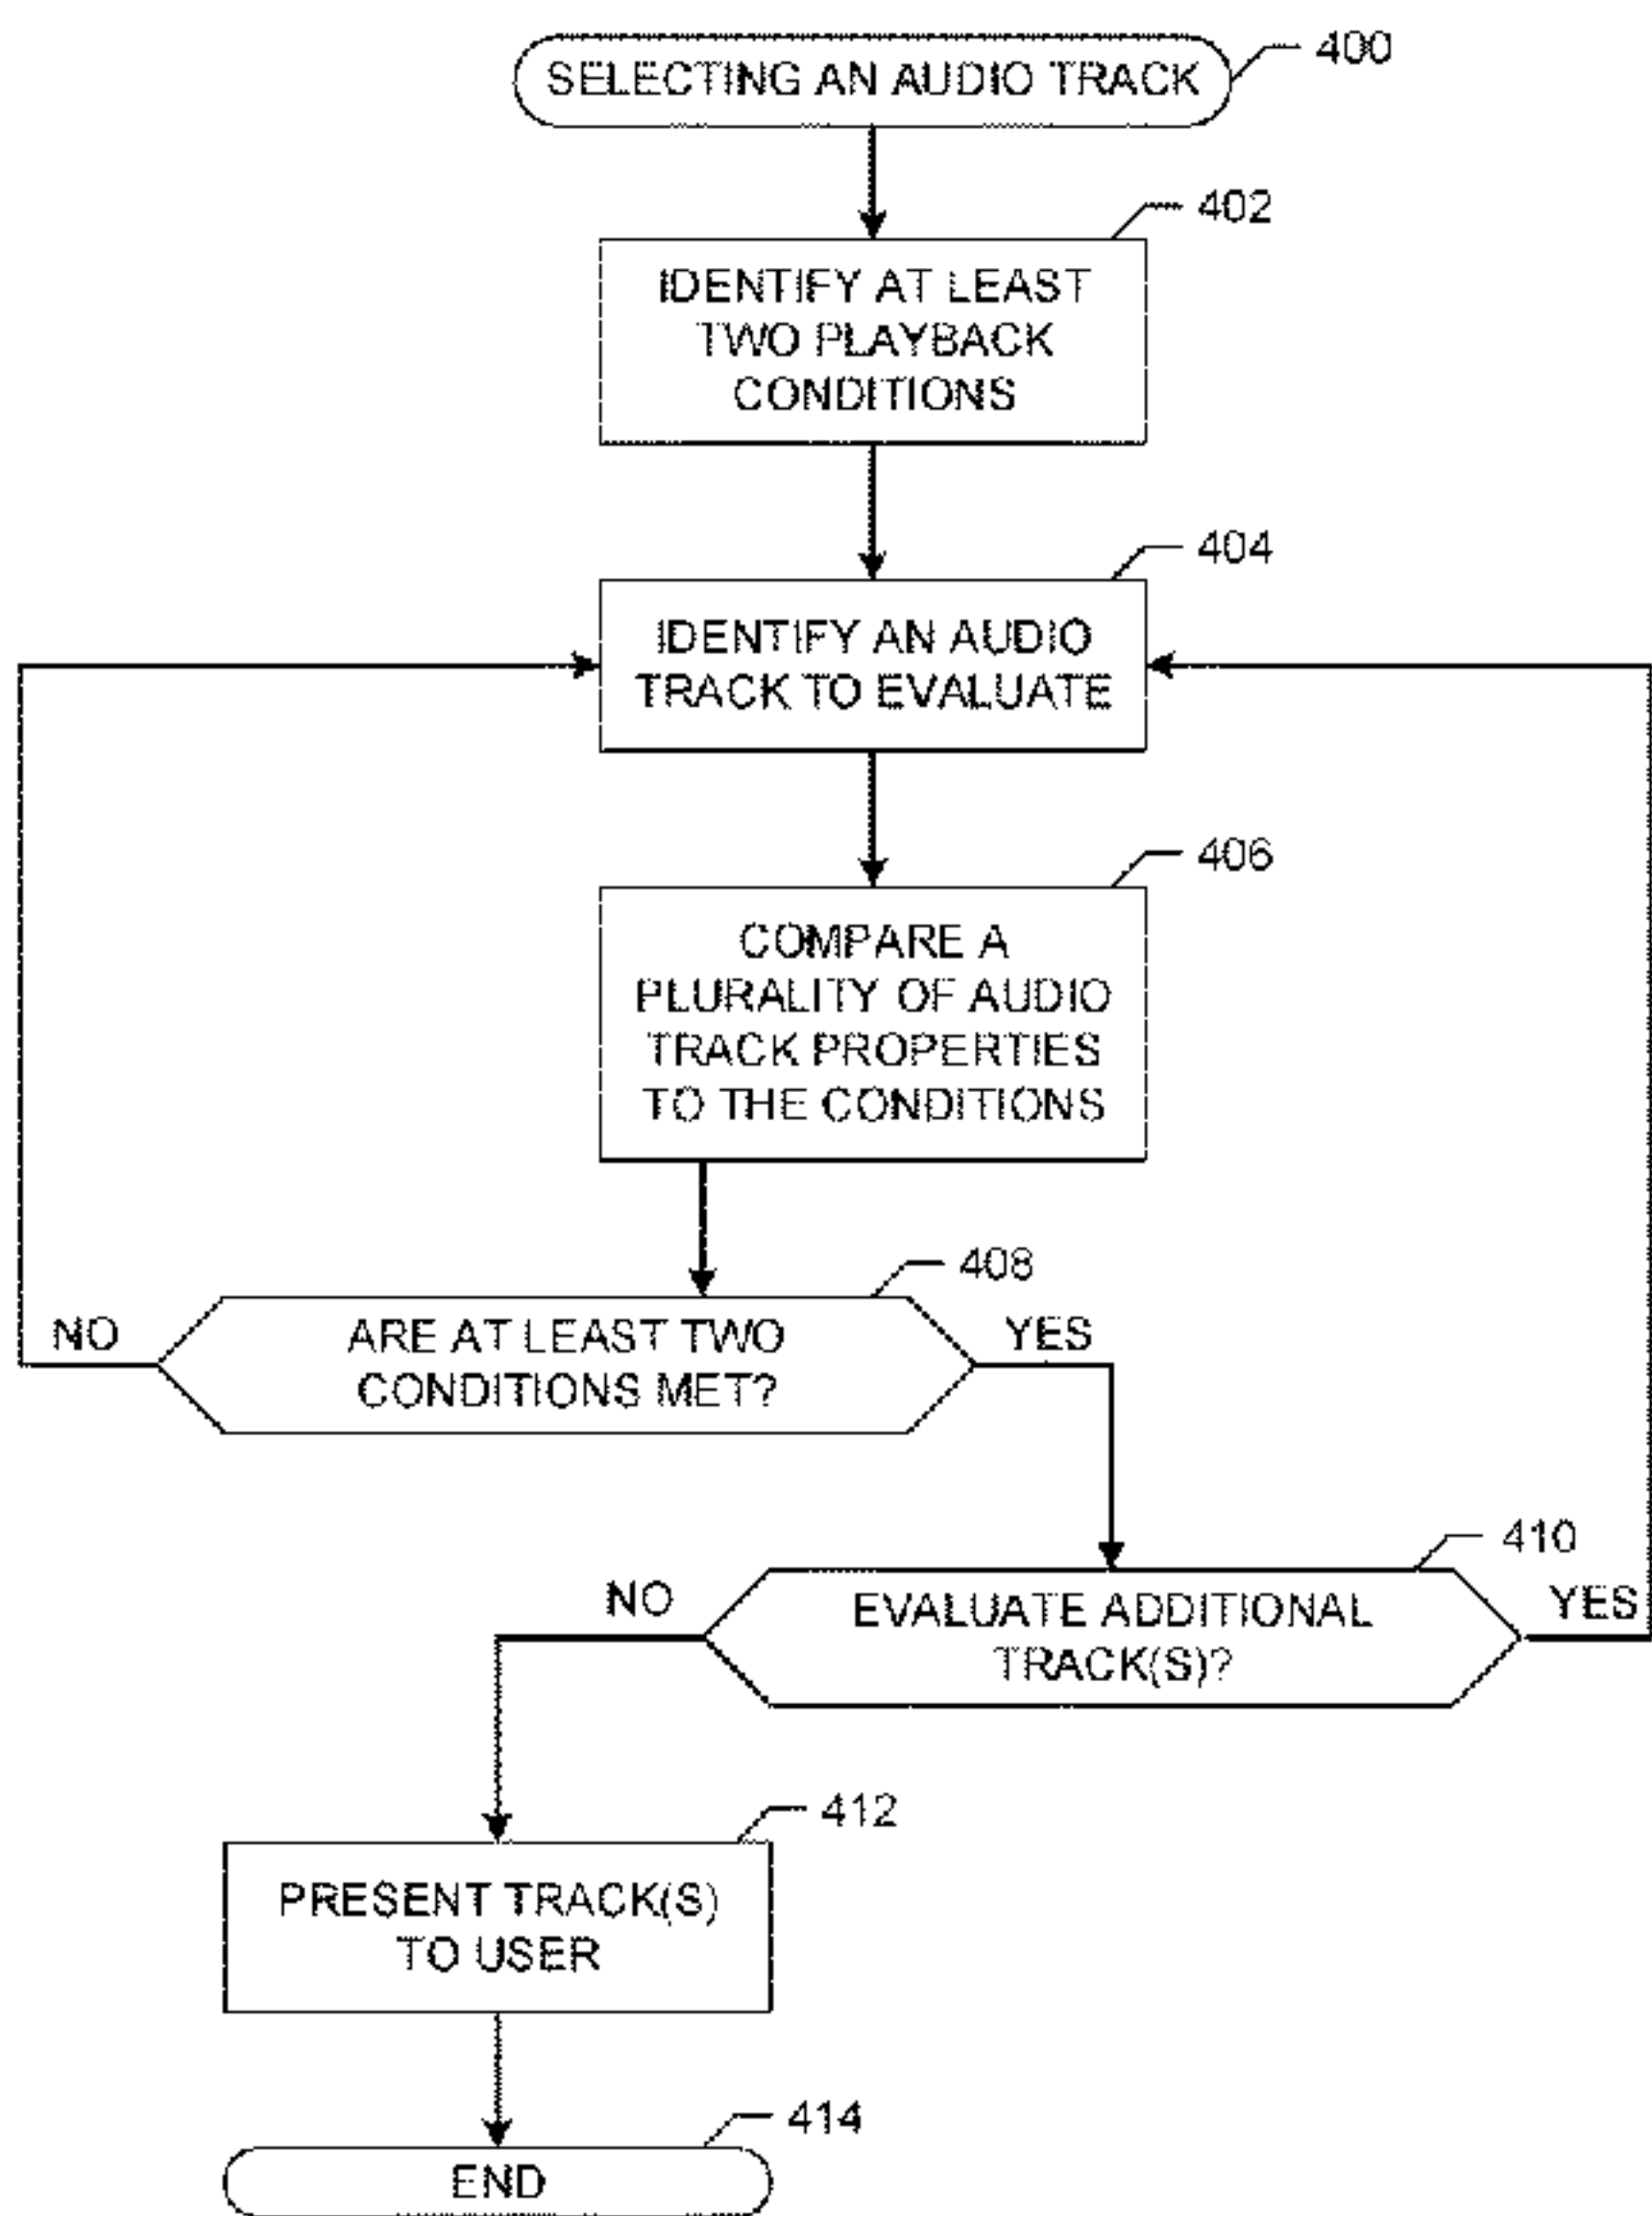 SELECTING AN AUDIO TRACK
400
402
IDENTIFY AT LEAST
TWO PLAYBACK
CONDITIONS
404
IDENTIFY AN AUDIO
TRACK TO EVALUATE
406
COMPARE A
PLURALITY OF AUDIO
TRACK PROPERTIES
TO THE CONDITIONS
408
NO
ARE AT LEAST TWO
CONDITIONS MET?
YES
410
NO
EVALUATE ADDITIONAL
TRACK(S)?
YES
412
PRESENT TRACK(S)
TO USER
414
END